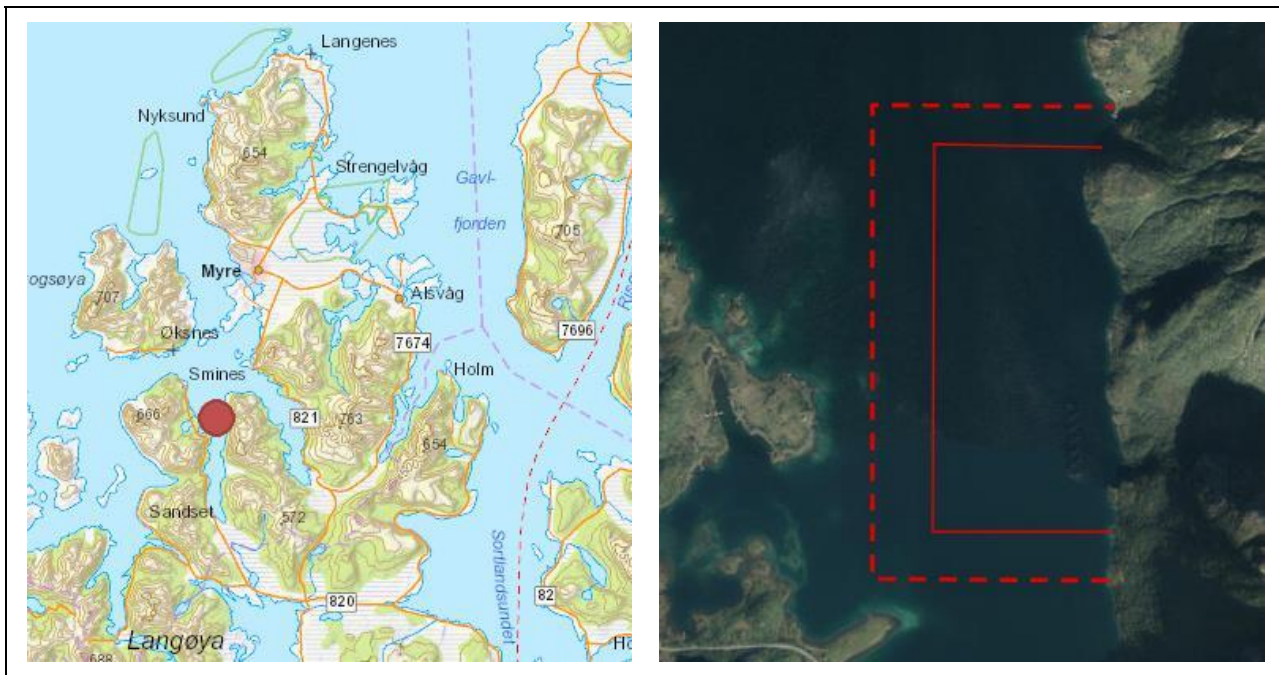 Langenes
Nyksund
654
Strengelvåg
Gavl-
fjorden
705
Myre
ogsøya
707
Alsvåg
Øksnes
7674
7696
Smines
Holm
666
821
763
654
Sandset
572
Sortlandsundet
820
82
Langøya
688
Ho